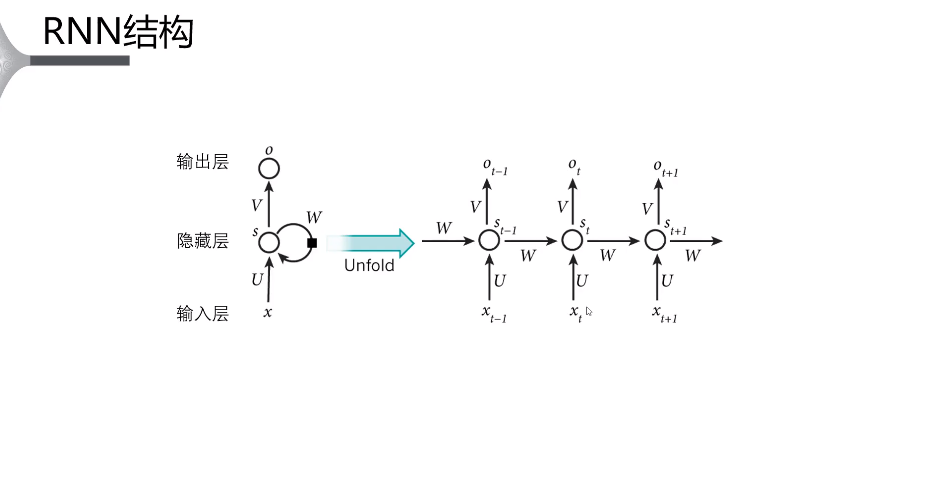 RNN结构
输出层
o
V
隐藏层
s
W
U
输入层
x
Unfold
W
o t-1
V
s t-1
W
U
x t-1
o t
V
s t
W
U
x t
o t+1
V
s t+1
W
U
x t+1